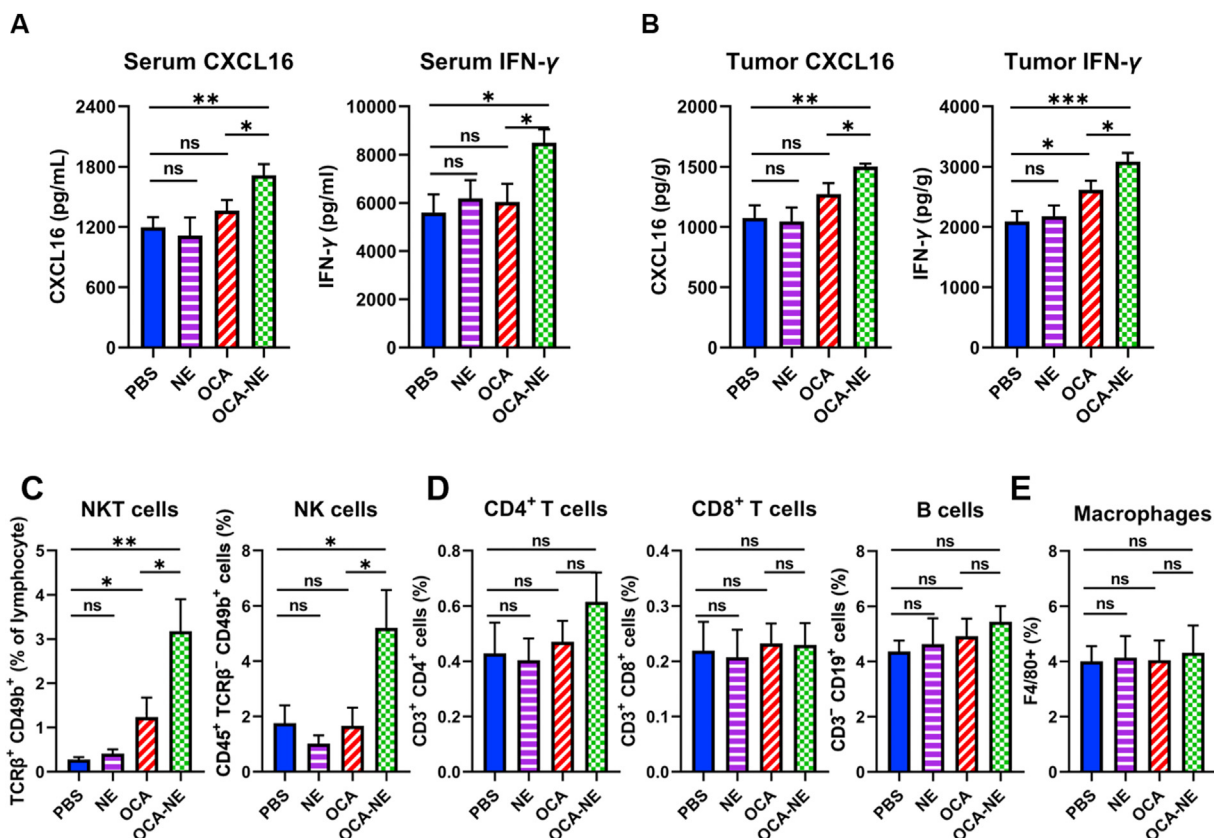 A
Serum CXCL16
CXCL16 (pg/mL)
2400
1800
1200
600
0
**
*
ns
ns
PBS
NE
OCA
OCA-NE
Serum IFN-γ
IFN-γ (pg/ml)
10000
8000
6000
4000
2000
0
*
*
ns
ns
PBS
NE
OCA
OCA-NE
B
Tumor CXCL16
CXCL16 (pg/g)
2000
1500
1000
500
0
**
*
ns
ns
PBS
NE
OCA
OCA-NE
Tumor IFN-γ
IFN-γ (pg/g)
4000
3000
2000
1000
0
***
*
*
ns
PBS
NE
OCA
OCA-NE
C
NKT cells
TCRβ+ CD49b+ (% of lymphocyte)
5
4
3
2
1
0
**
*
*
ns
PBS
NE
OCA
OCA-NE
NK cells
CD45+ TCRβ− CD49b+ cells (%)
8
6
4
2
0
*
*
ns
ns
PBS
NE
OCA
OCA-NE
D
CD4+ T cells
CD3+ CD4+ cells (%)
0.8
0.6
0.4
0.2
0.0
ns
ns
ns
ns
PBS
NE
OCA
OCA-NE
CD8+ T cells
CD3+ CD8+ cells (%)
0.4
0.3
0.2
0.1
0.0
ns
ns
ns
ns
PBS
NE
OCA
OCA-NE
B cells
CD3− CD19+ cells (%)
8
6
4
2
0
ns
ns
ns
ns
PBS
NE
OCA
OCA-NE
E
Macrophages
F4/80+ (%)
8
6
4
2
0
ns
ns
ns
ns
PBS
NE
OCA
OCA-NE